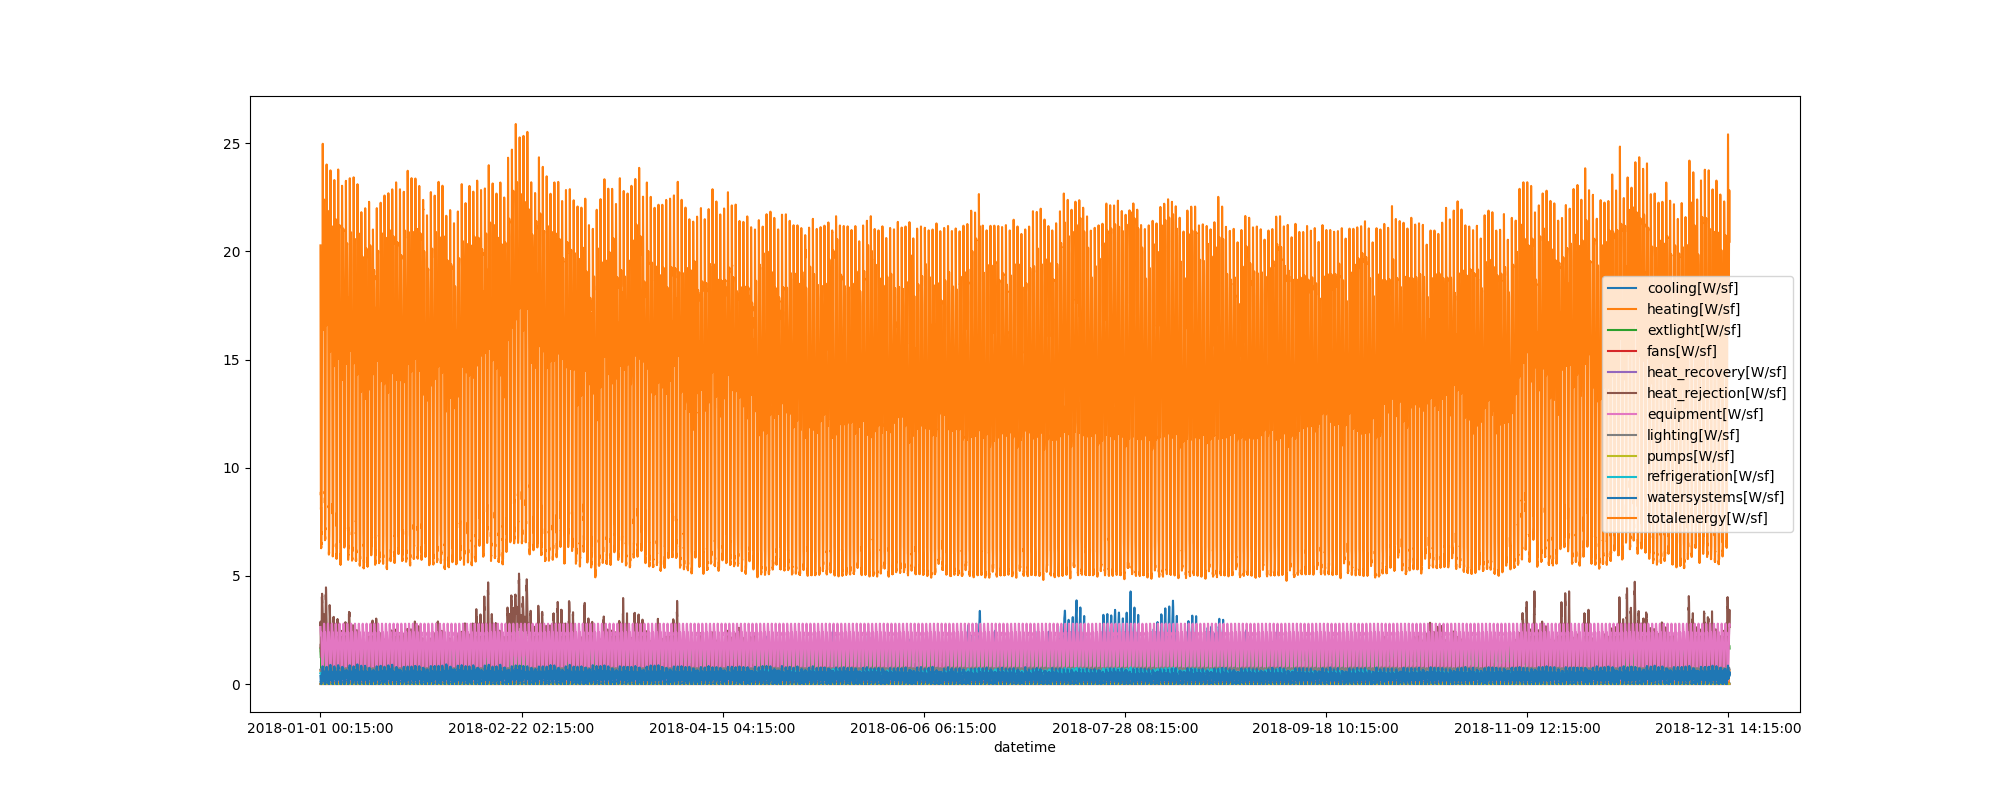 25
20
15
10
5
0
cooling[W/sf]
heating[W/sf]
extlight[W/sf]
fans[W/sf]
heat_recovery[W/sf]
heat_rejection[W/sf]
equipment[W/sf]
lighting[W/sf]
pumps[W/sf]
refrigeration[W/sf]
watersystems[W/sf]
totalenergy[W/sf]
2018-01-01 00:15:00 2018-02-22 02:15:00 2018-04-15 04:15:00 2018-06-06 06:15:00 2018-07-28 08:15:00 2018-09-18 10:15:00 2018-11-09 12:15:00 2018-12-31 14:15:00
datetime